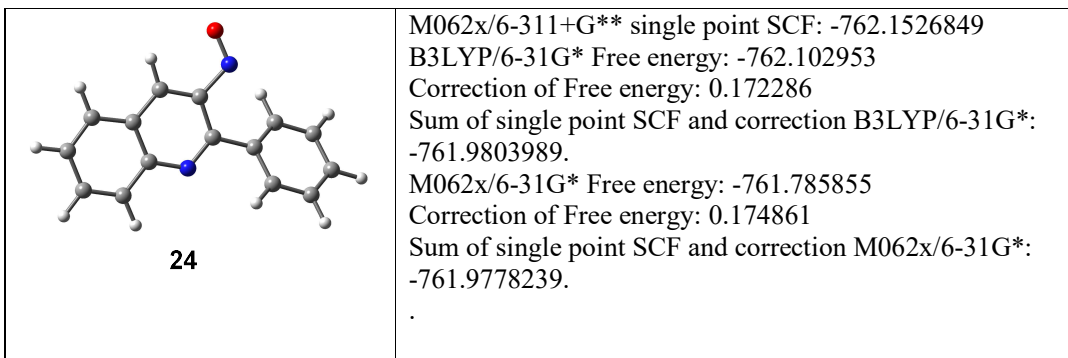 24
M062x/6-311+G** single point SCF: -762.1526849
B3LYP/6-31G* Free energy: -762.102953
Correction of Free energy: 0.172286
Sum of single point SCF and correction B3LYP/6-31G*:
-761.9803989.
M062x/6-31G* Free energy: -761.785855
Correction of Free energy: 0.174861
Sum of single point SCF and correction M062x/6-31G*:
-761.9778239.
.